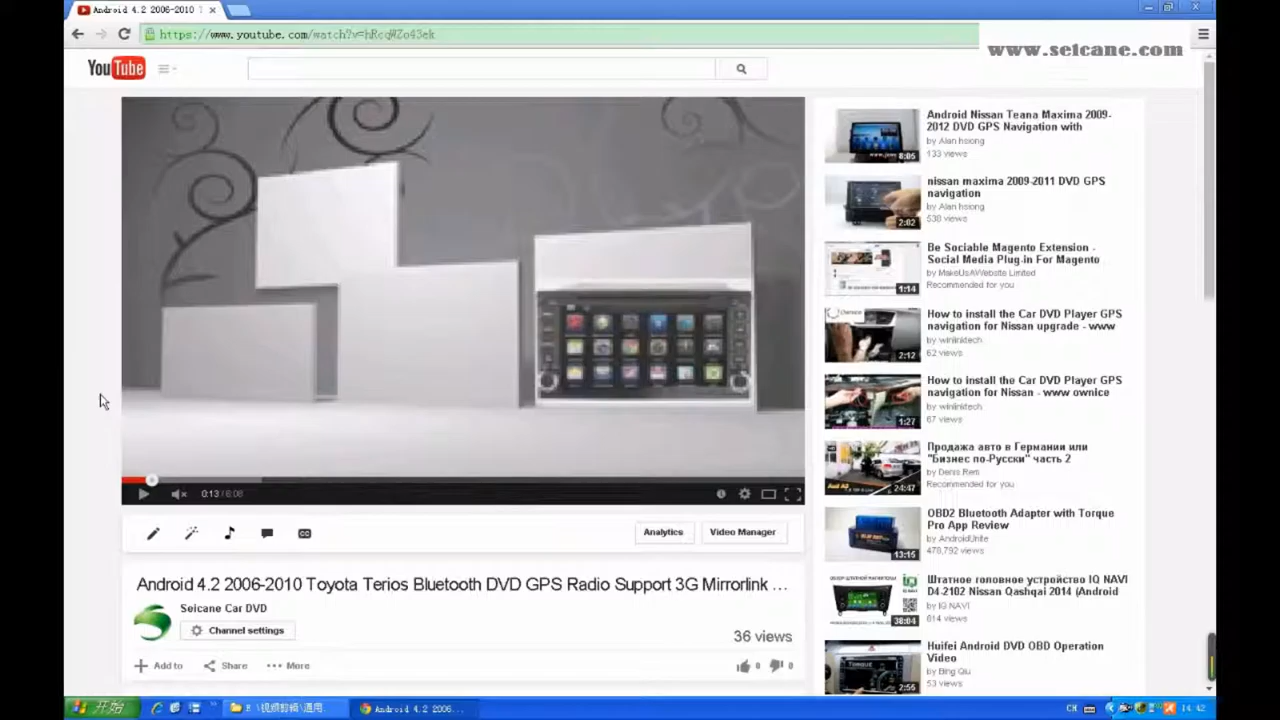 Android 4.2 2006-2010 T
https://www.youtube.com/watch?v=hRcqWZo43ek
www.seicane.com
YouTube
Android Nissan Teana Maxima 2009-
2012 DVD GPS Navigation with
by Alan hsiong
133 views
8:05
nissan maxima 2009-2011 DVD GPS
navigation
by Alan hsiong
538 views
2:02
Be Sociable Magento Extension -
Social Media Plug-in For Magento
by MakeUsAWebsite Limited
Recommended for you
1:14
How to install the Car DVD Player GPS
navigation for Nissan upgrade - www
by winlinktech
62 views
2:12
How to install the Car DVD Player GPS
navigation for Nissan - www ownice
by winlinktech
67 views
1:27
Продажа авто в Германии или
"Бизнес по-Русски" часть 2
by Denis Rem
Recommended for you
24:47
OBD2 Bluetooth Adapter with Torque
Pro App Review
by AndroidUnite
478,792 views
13:15
Штатное головное устройство IQ NAVI
D4-2102 Nissan Qashqai 2014 (Android
by IQ NAVI
614 views
38:04
Huifei Android DVD OBD Operation
Video
by Bing Qiu
53 views
2:55
0:13 / 6:08
CC
Analytics
Video Manager
Android 4.2 2006-2010 Toyota Terios Bluetooth DVD GPS Radio Support 3G Mirrorlink ...
Seicane Car DVD
Channel settings
36 views
Add to
Share
More
0
0
开始
Android 4.2 2006...
CH
14:42